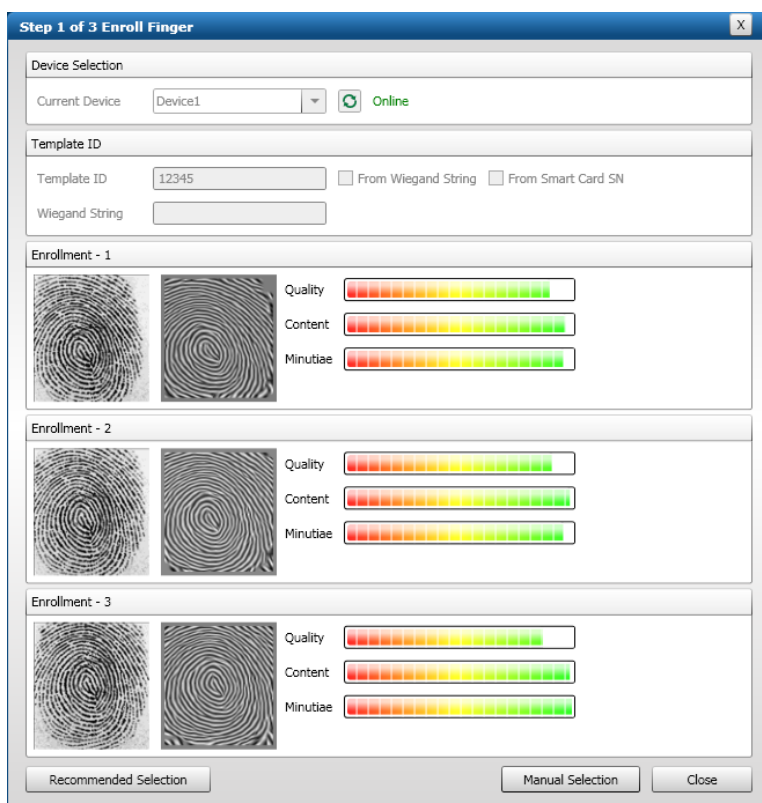 Step 1 of 3 Enroll Finger X
Device Selection
Current Device Device1 Online
Template ID
Template ID 12345 From Wiegand String From Smart Card SN
Wiegand String
Enrollment - 1
Quality
Content
Minutiae
Enrollment - 2
Quality
Content
Minutiae
Enrollment - 3
Quality
Content
Minutiae
Recommended Selection Manual Selection Close